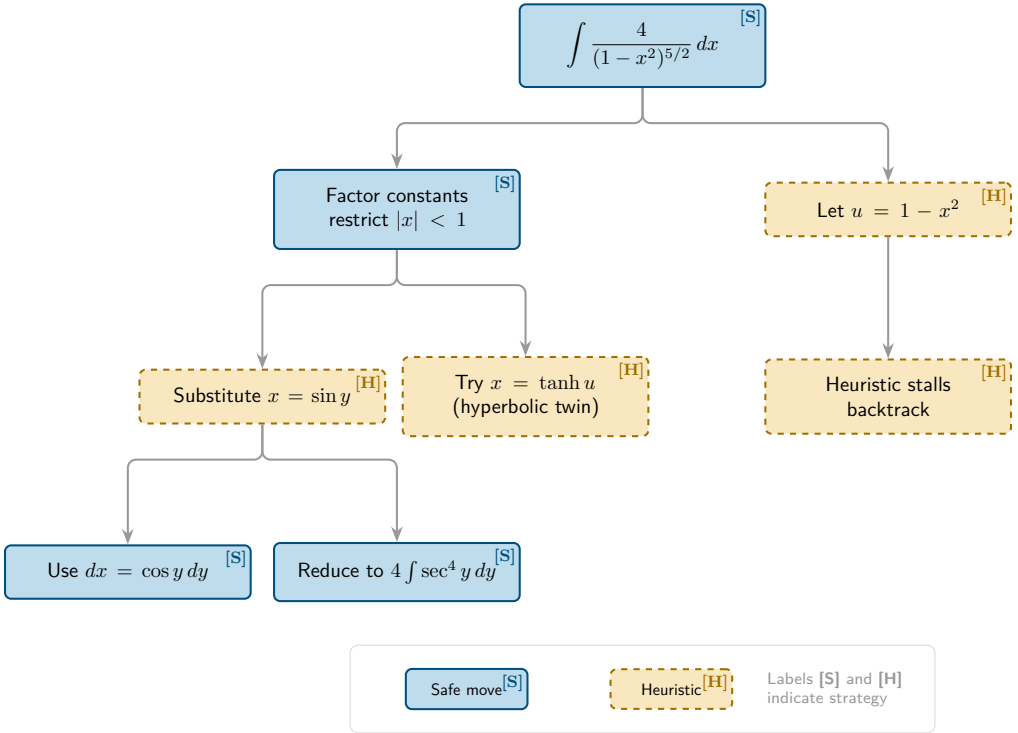 [S]
∫ 4/(1 − x²)^{5/2} dx
[S]
Factor constants
restrict |x| < 1
[H]
Let u = 1 − x²
[H]
Substitute x = sin y
[H]
Try x = tanh u
(hyperbolic twin)
[H]
Heuristic stalls
backtrack
[S]
Use dx = cos y dy
[S]
Reduce to 4 ∫ sec⁴ y dy
Safe move [S]
Heuristic [H]
Labels [S] and [H]
indicate strategy